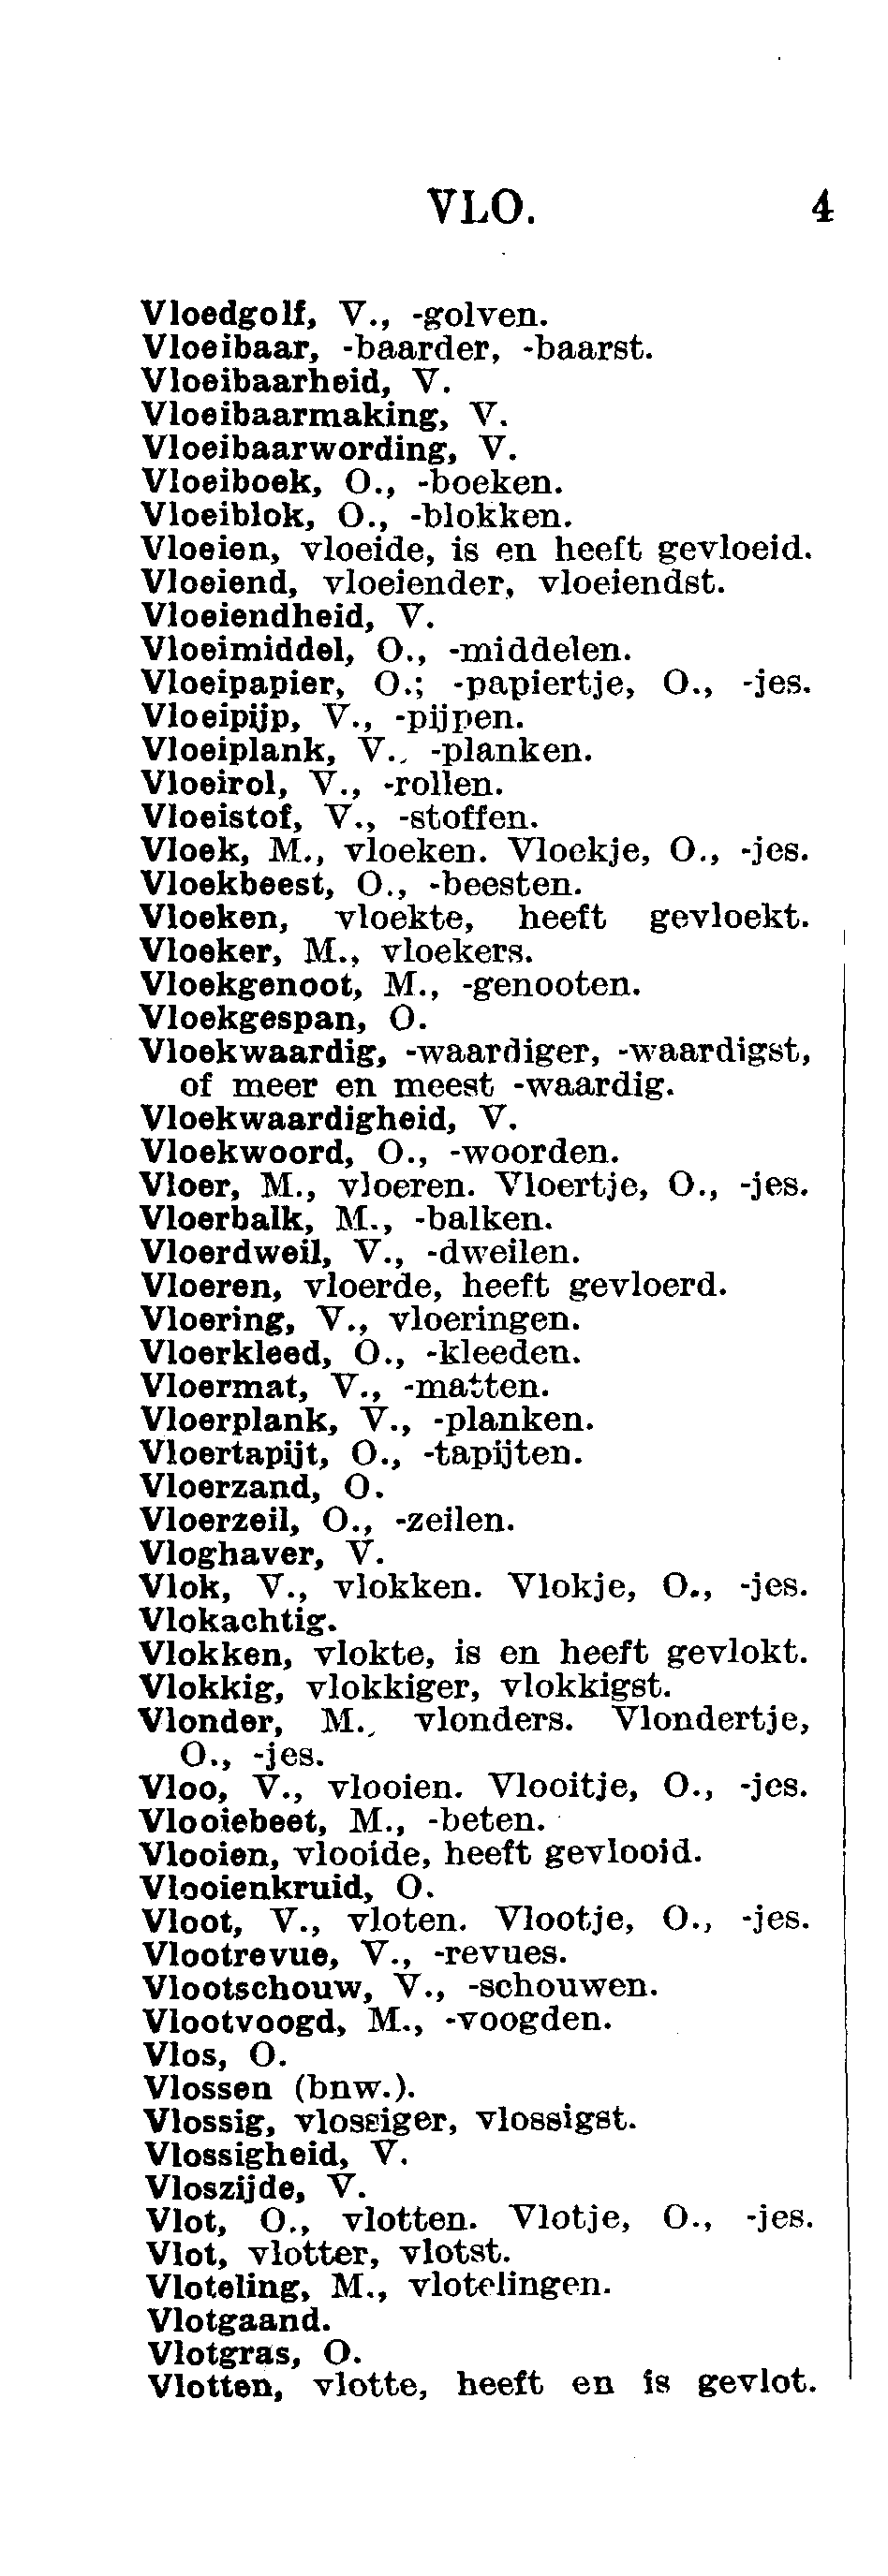 VLO. 4
Vloedgolf, V., -golven.
Vloeibaar, -baarder, -baarst.
Vloeibaarheid, V.
Vloeibaarmaking, V.
Vloeibaarwording, V.
Vloeiboek, O., -boeken.
Vloeiblok, O., -blokken.
Vloeien, vloeide, is en heeft gevloeid.
Vloeiend, vloeiender, vloeiendst.
Vloeiendheid, V.
Vloeimiddel, O., -middelen.
Vloeipapier, O.; -papiertje, O., -jes.
Vloeipijp, V., -pijpen.
Vloeiplank, V., -planken.
Vloeirol, V., -rollen.
Vloeistof, V., -stoffen.
Vloek, M., vloeken. Vloekje, O., -jes.
Vloekbeest, O., -beesten.
Vloeken, vloekte, heeft gevloekt.
Vloeker, M., vloekers.
Vloekgenoot, M., -genooten.
Vloekgespan, O.
Vloekwaardig, -waardiger, -waardigst,
of meer en meest -waardig.
Vloekwaardigheid, V.
Vloekwoord, O., -woorden.
Vloer, M., vloeren. Vloertje, O., -jes.
Vloerbalk, M., -balken.
Vloerdweil, V., -dweilen.
Vloeren, vloerde, heeft gevloerd.
Vloering, V., vloeringen.
Vloerkleed, O., -kleeden.
Vloermat, V., -matten.
Vloerplank, V., -planken.
Vloertapijt, O., -tapijten.
Vloerzand, O.
Vloerzeil, O., -zeilen.
Vloghaver, V.
Vlok, V., vlokken. Vlokje, O., -jes.
Vlokachtig.
Vlokken, vlokte, is en heeft gevlokt.
Vlokkig, vlokkiger, vlokkigst.
Vlonder, M., vlonders. Vlondertje,
O., -jes.
Vloo, V., vlooien. Vlooitje, O., -jes.
Vlooiebeet, M., -beten.
Vlooien, vlooide, heeft gevlooid.
Vlooienkruid, O.
Vloot, V., vloten. Vlootje, O., -jes.
Vlootrevue, V., -revues.
Vlootschouw, V., -schouwen.
Vlootvoogd, M., -voogden.
Vlos, O.
Vlossen (bnw.).
Vlossig, vlossiger, vlossigst.
Vlossigheid, V.
Vloszijde, V.
Vlot, O., vlotten. Vlotje, O., -jes.
Vlot, vlotter, vlotst.
Vloteling, M., vlotelingen.
Vlotgaand.
Vlotgras, O.
Vlotten, vlotte, heeft en is gevlot.